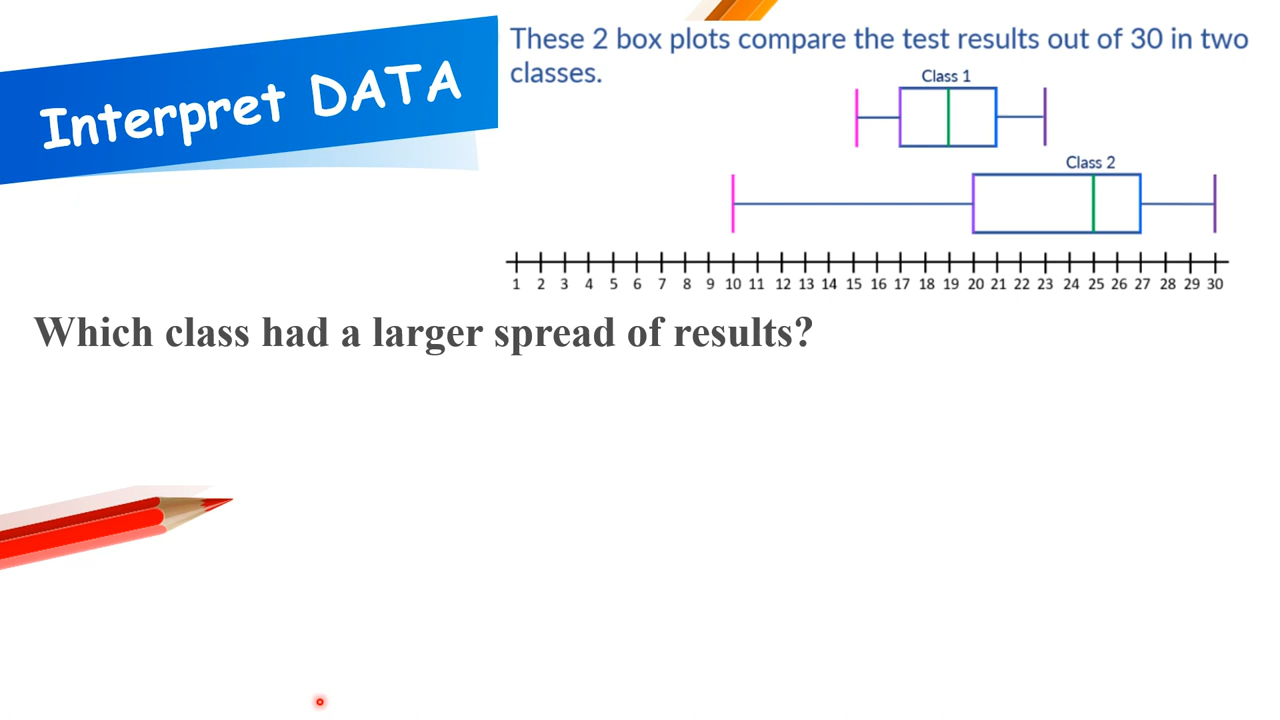 Interpret DATA
These 2 box plots compare the test results out of 30 in two
classes.
Class 1
Class 2
1 2 3 4 5 6 7 8 9 10 11 12 13 14 15 16 17 18 19 20 21 22 23 24 25 26 27 28 29 30
Which class had a larger spread of results?